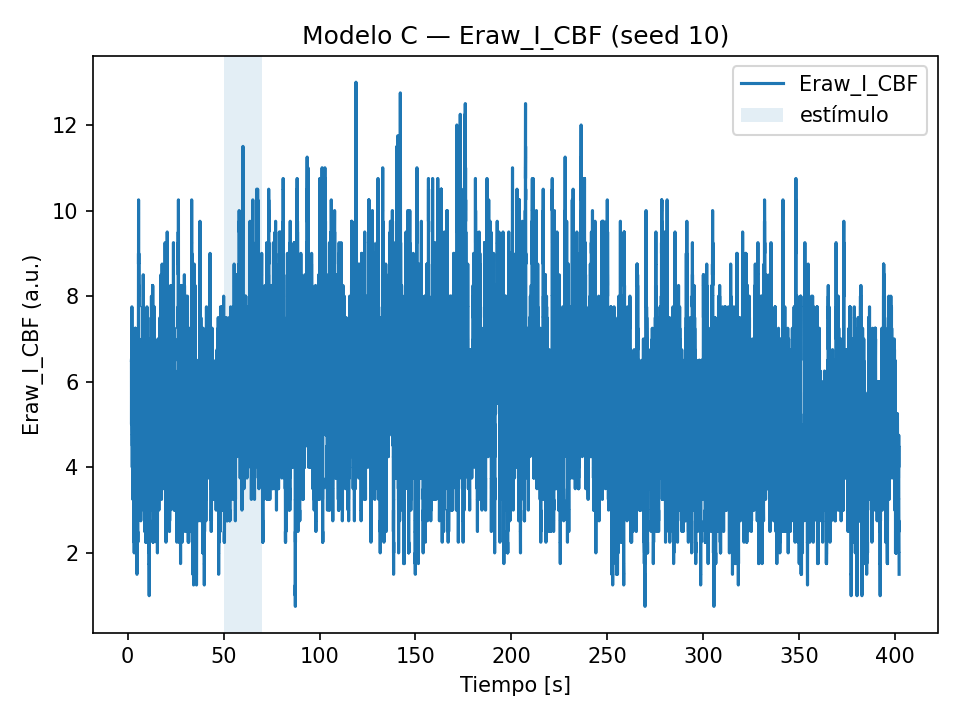 Modelo C — Eraw_I_CBF (seed 10)
Eraw_I_CBF
estímulo
12
10
8
6
4
2
Eraw_I_CBF (a.u.)
0 50 100 150 200 250 300 350 400
Tiempo [s]